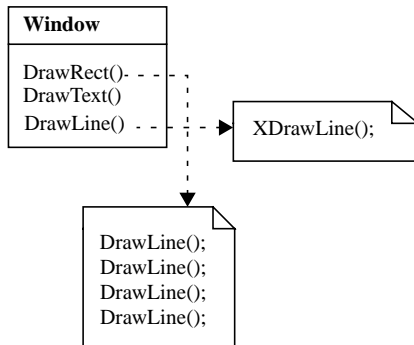 Window
DrawRect()
DrawText()
DrawLine()
XDrawLine();
DrawLine();
DrawLine();
DrawLine();
DrawLine();